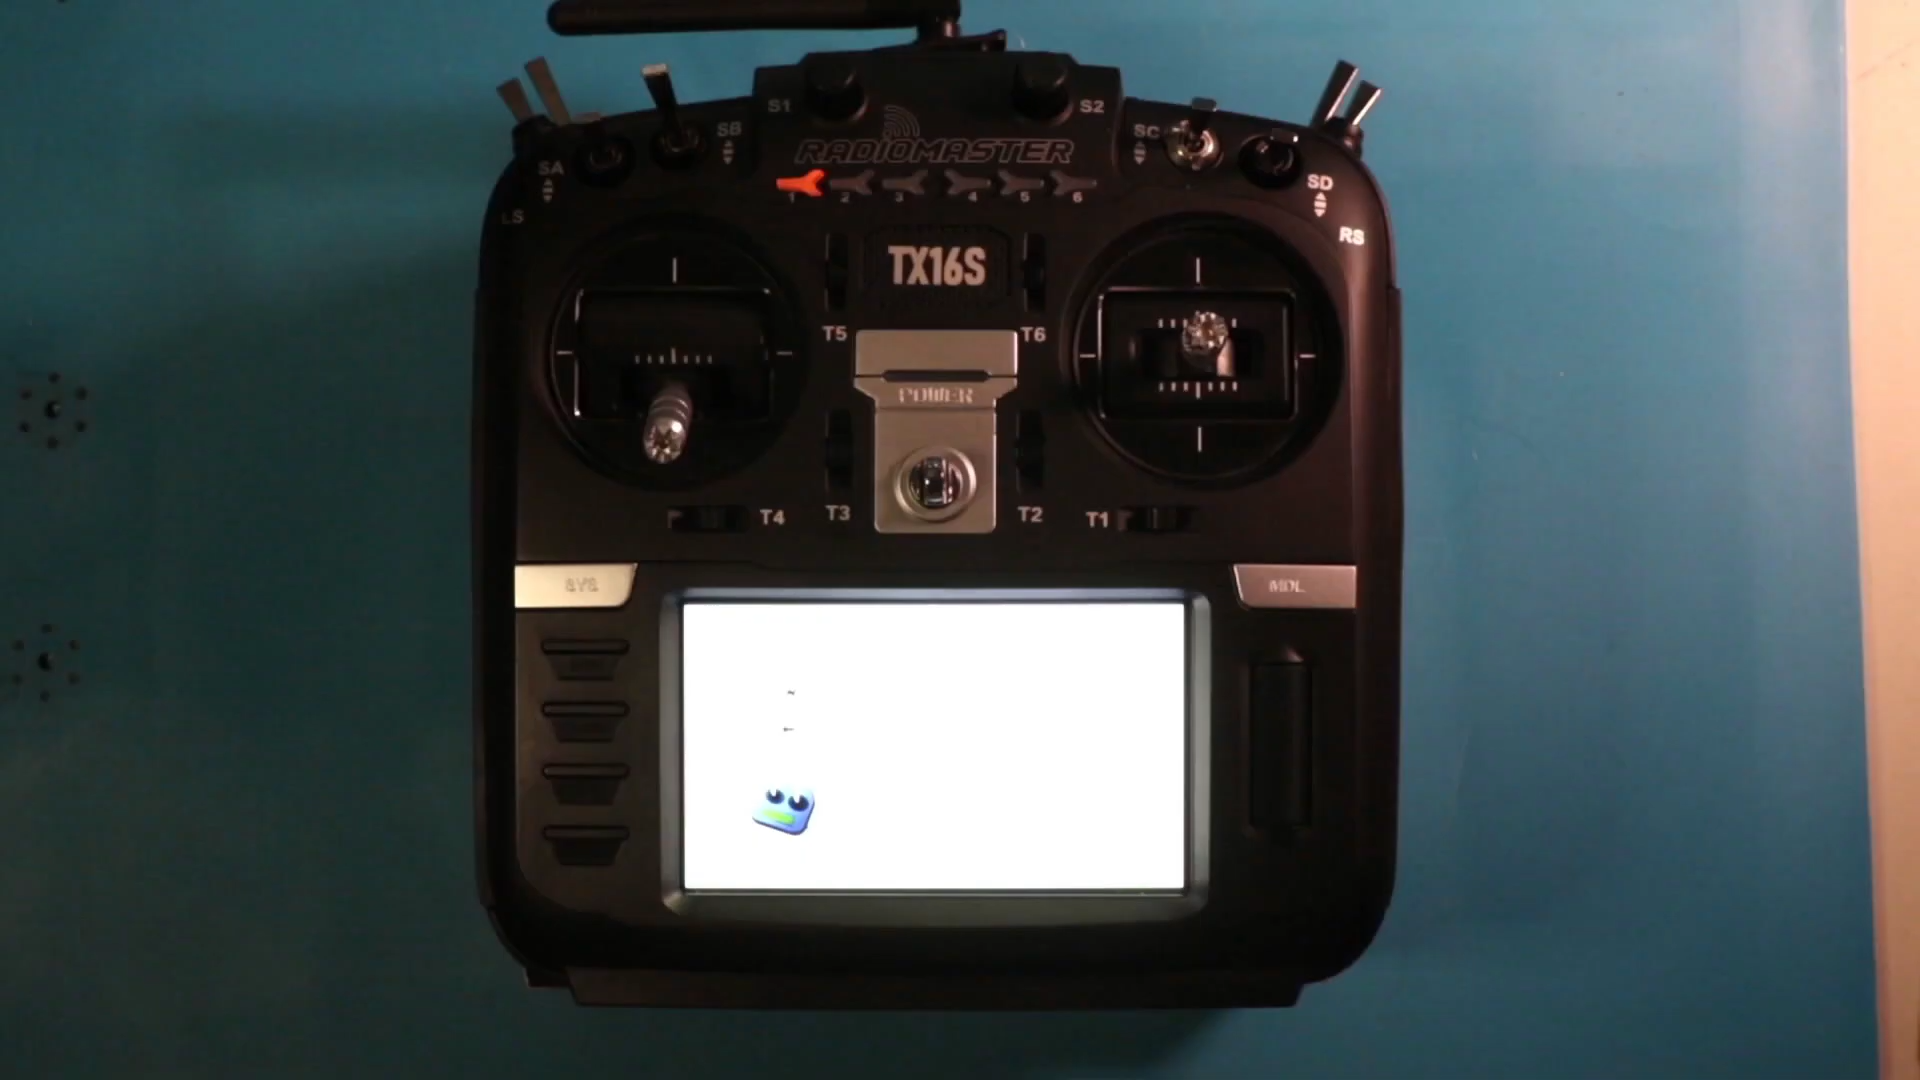 S1 S2
SB SC
RADIOMASTER
SA SD
1 2 3 4 5 6
LS RS
TX16S
T5 T6
POWER
T4 T3 T2 T1
SYS MDL